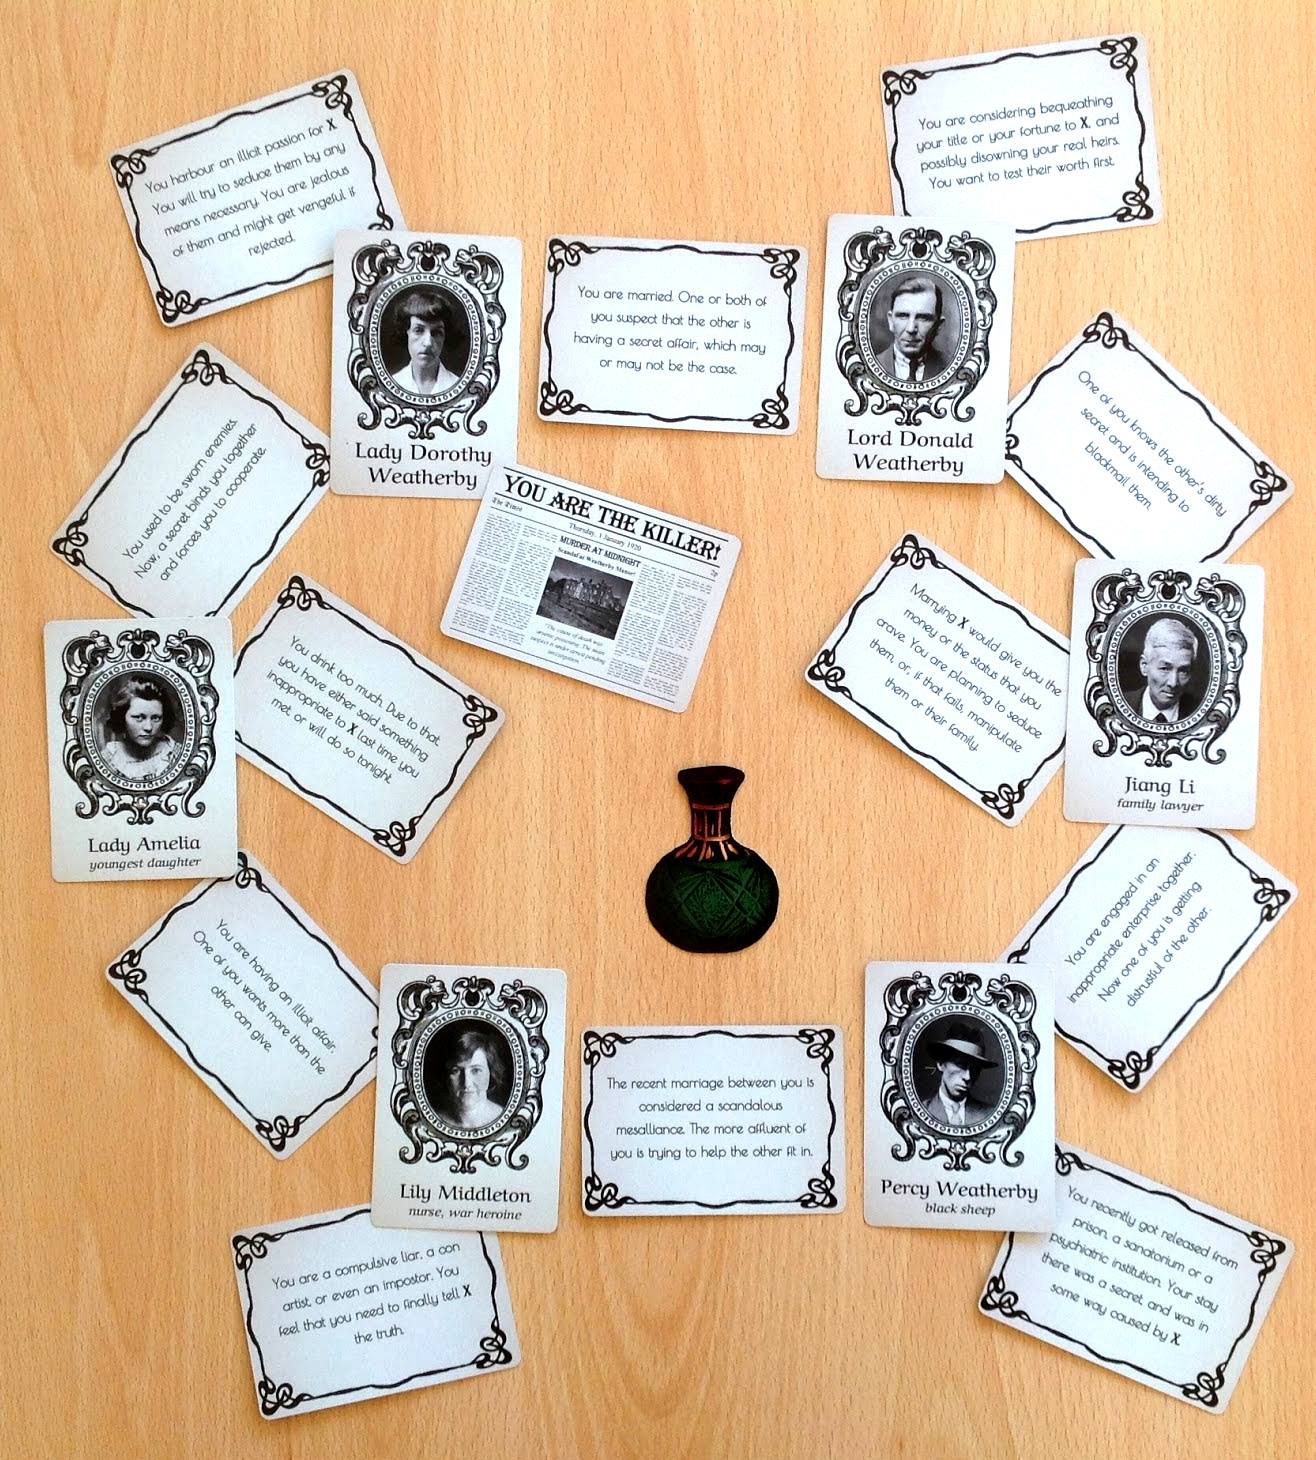 You harbour an illicit passion for X.
You will try to seduce them by any
means necessary. You are jealous
of them and might get vengeful if
rejected.
You are considering bequeathing
your title or your fortune to X, and
possibly disowning your real heirs.
You want to test their worth first.
Lady Dorothy
Weatherby
You are married. One or both of
you suspect that the other is
having a secret affair, which may
or may not be the case.
Lord Donald
Weatherby
You used to be sworn enemies.
Now, a secret binds you together
and forces you to cooperate.
One of you knows the other's dirty
secret and is intending to
blackmail them.
YOU ARE THE KILLER!
The Times
Thursday, 1 January 1920
MURDER AT MIDNIGHT
Scandal at Weatherby Manor!
"The cause of death was
arsenic poisoning. The main
suspect is under arrest pending
investigation."
You drink too much. Due to that,
you have either said something
inappropriate to X last time you
met, or will do so tonight.
Marrying X would give you the
money or the status that you
crave. You are planning to seduce
them, or, if that fails, manipulate
them or their family.
Lady Amelia
youngest daughter
Jiang Li
family lawyer
You are having an illicit affair.
One of you wants more than the
other can give.
You are engaged in an
inappropriate enterprise together.
Now one of you is getting
distrustful of the other.
Lily Middleton
nurse, war heroine
The recent marriage between you is
considered a scandalous
mesalliance. The more affluent of
you is trying to help the other fit in.
Percy Weatherby
black sheep
You are a compulsive liar, a con
artist, or even an impostor. You
feel that you need to finally tell X
the truth.
You recently got released from
prison, a sanatorium or a
psychiatric institution. Your stay
there was a secret, and was in
some way caused by X.